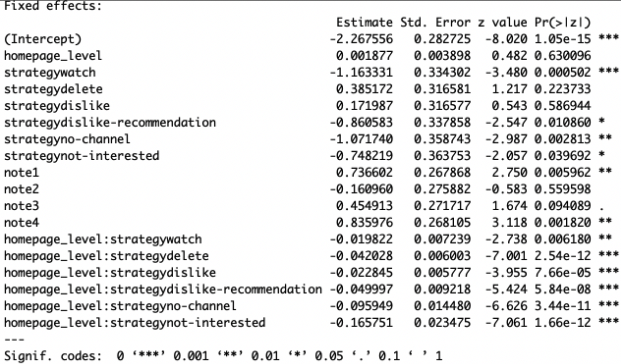 Fixed effects:
Estimate Std. Error z value Pr(>|z|)
(Intercept) -2.267556 0.282725 -8.020 1.05e-15 ***
homepage_level 0.001877 0.003898 0.482 0.630096
strategywatch -1.163331 0.334302 -3.480 0.000502 ***
strategydelete 0.385172 0.316581 1.217 0.223733
strategydislike 0.171987 0.316577 0.543 0.586944
strategydislike-recommendation -0.860583 0.337858 -2.547 0.010860 *
strategyno-channel -1.071740 0.358743 -2.987 0.002813 **
strategynot-interested -0.748219 0.363753 -2.057 0.039692 *
note1 0.736602 0.267868 2.750 0.005962 **
note2 -0.160960 0.275882 -0.583 0.559598
note3 0.454913 0.271717 1.674 0.094089 .
note4 0.835976 0.268105 3.118 0.001820 **
homepage_level:strategywatch -0.019822 0.007239 -2.738 0.006180 **
homepage_level:strategydelete -0.042028 0.006003 -7.001 2.54e-12 ***
homepage_level:strategydislike -0.022845 0.005777 -3.955 7.66e-05 ***
homepage_level:strategydislike-recommendation -0.049997 0.009218 -5.424 5.84e-08 ***
homepage_level:strategyno-channel -0.095949 0.014480 -6.626 3.44e-11 ***
homepage_level:strategynot-interested -0.165751 0.023475 -7.061 1.66e-12 ***
---
Signif. codes: 0 ‘***’ 0.001 ‘**’ 0.01 ‘*’ 0.05 ‘.’ 0.1 ‘ ’ 1